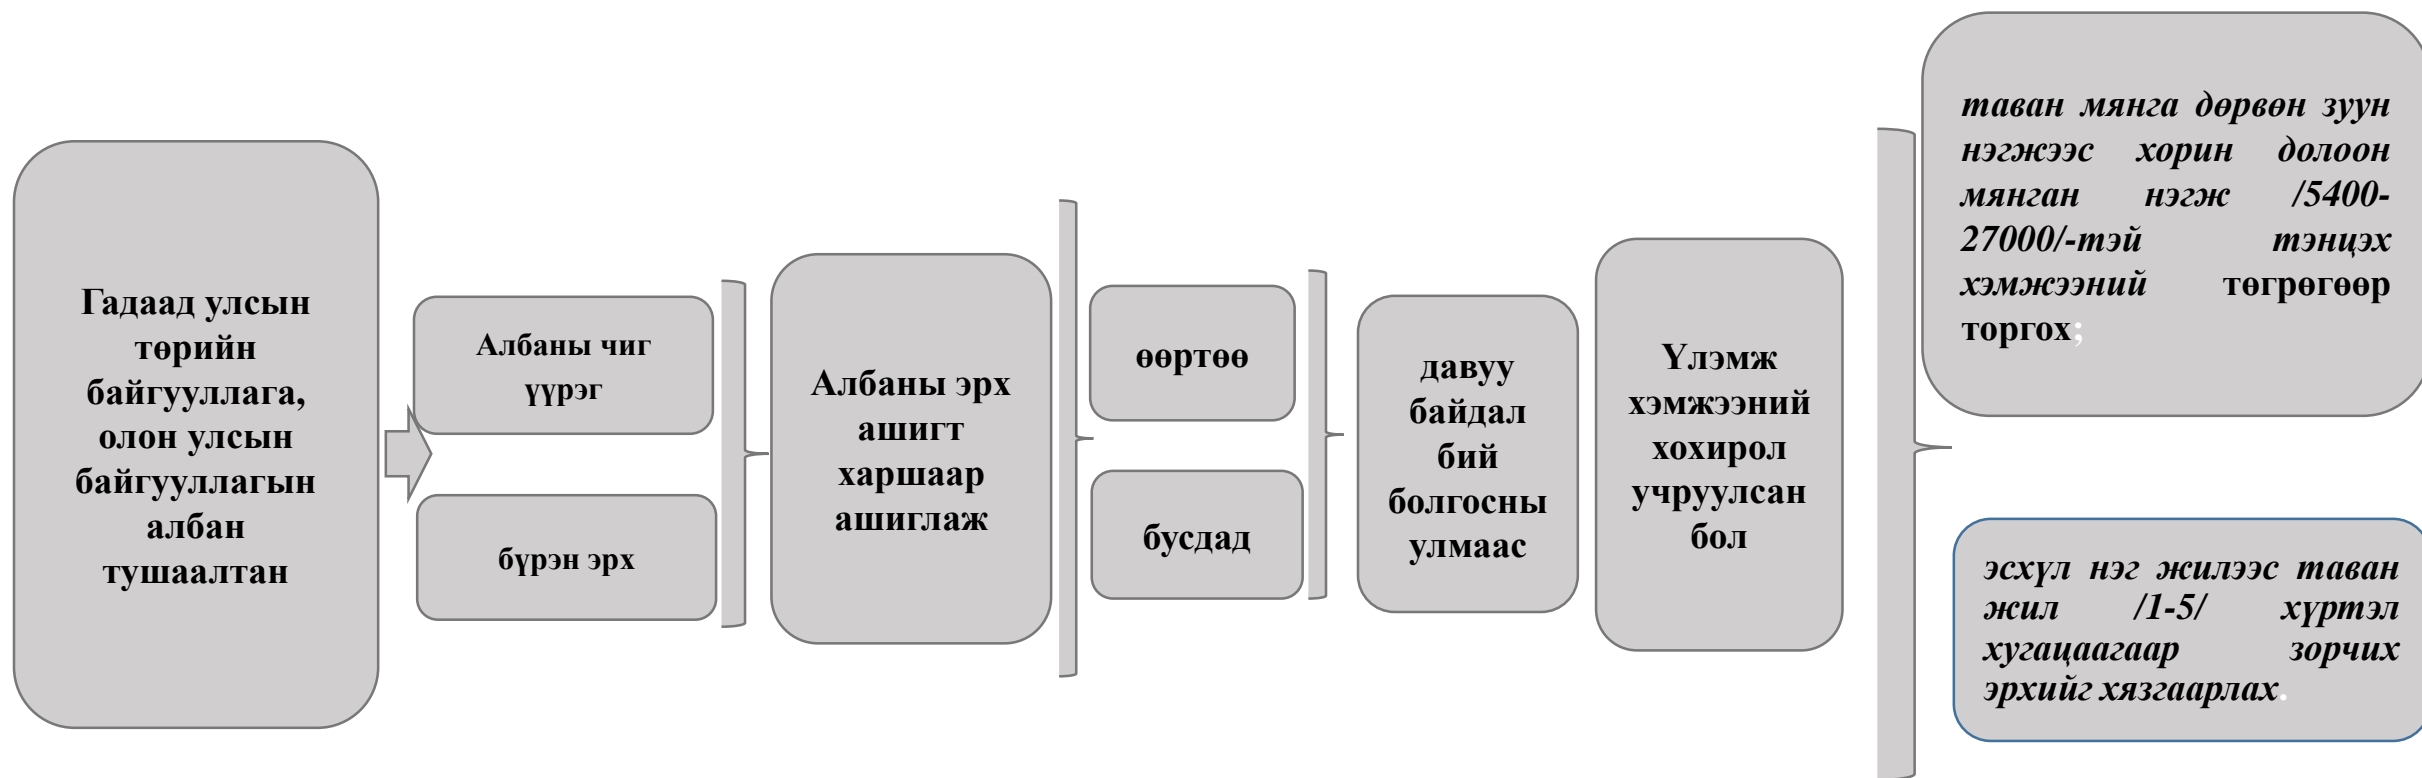 Гадаад улсын
төрийн
байгууллага,
олон улсын
байгууллагын
албан
тушаалтан
Албаны чиг
үүрэг
бүрэн эрх
Албаны эрх
ашигт
харшаар
ашиглаж
өөртөө
бусдад
давуу
байдал
бий
болгосны
улмаас
Үлэмж
хэмжээний
хохирол
учруулсан
бол
таван мянга дөрвөн зуун
нэгжээс хорин долоон
мянган нэгж /5400-
27000/-тэй тэнцэх
хэмжээний төгрөгөөр
торгох;
эсхүл нэг жилээс таван
жил /1-5/ хүртэл
хугацаагаар зорчих
эрхийг хязгаарлах.